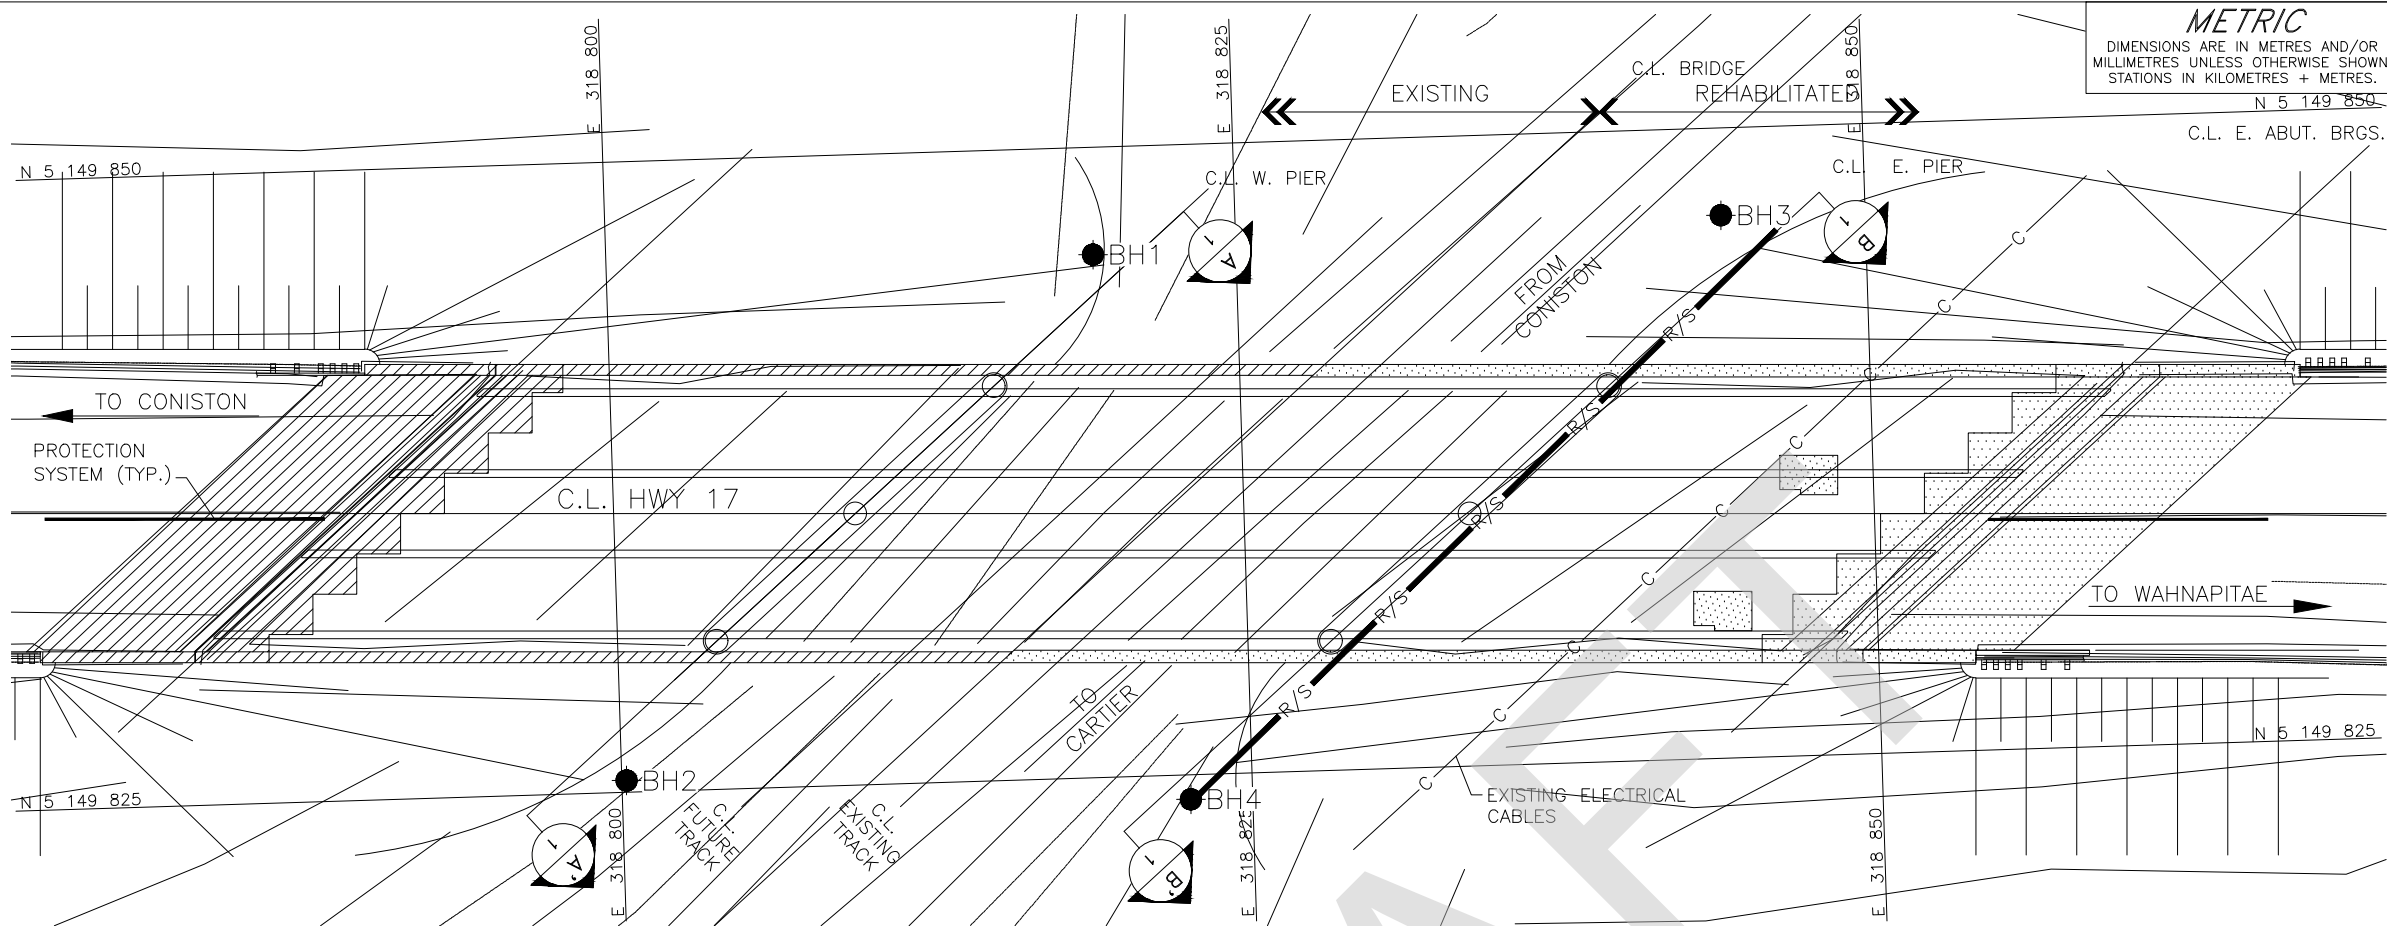 METRIC
DIMENSIONS ARE IN METRES AND/OR
MILLIMETRES UNLESS OTHERWISE SHOWN
STATIONS IN KILOMETRES + METRES.
E 318 800
E 318 825
E 318 850
C.L. BRIDGE
EXISTING
REHABILITATED
N 5 149 850
C.L. E. ABUT. BRGS.
N 5 149 850
C.L. W. PIER
C.L. E. PIER
BH1
A
1
BH3
B
1
FROM
CONISTON
C
C
R/S
C
TO CONISTON
R/S
C
PROTECTION
SYSTEM (TYP.)
C.L. HWY 17
R/S
C
C
R/S
TO WAHNAPITAE
C
R/S
C
TO
CARTIER
N 5 149 825
C
BH2
BH4
EXISTING ELECTRICAL
CABLES
N 5 149 825
C.L.
FUTURE
TRACK
C.L.
EXISTING
TRACK
A'
1
B'
1
E 318 800
E 318 825
E 318 850
AFT